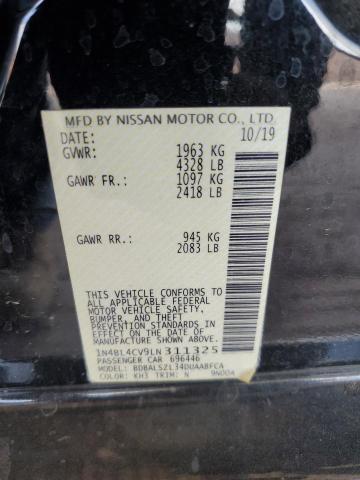 MFD BY NISSAN MOTOR CO., LTD.
DATE: 10/19
GVWR: 1963 KG
4328 LB
GAWR FR.: 1097 KG
2418 LB
GAWR RR.: 945 KG
2083 LB
THIS VEHICLE CONFORMS TO
ALL APPLICABLE FEDERAL
MOTOR VEHICLE SAFETY,
BUMPER, AND THEFT
PREVENTION STANDARDS IN
EFFECT ON THE DATE OF
MANUFACTURE SHOWN ABOVE.
1N4BL4CV9LN311325
PASSENGER CAR 696446
MODEL: BDBALSZL34DUAABFCA
COLOR: KH3 TRIM: N 9N004